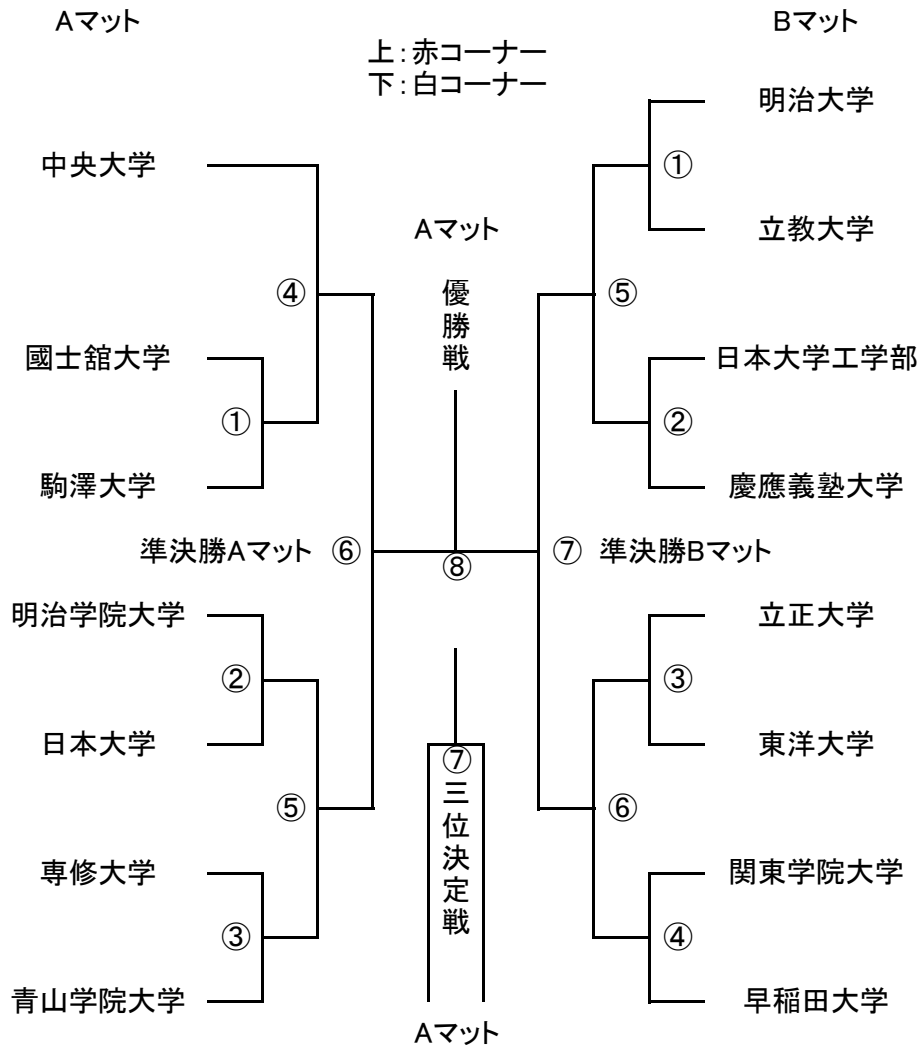 Aマット
Bマット
上：赤コーナー
下：白コーナー
明治大学
中央大学
①
立教大学
Aマット
④
優勝戦
⑤
國士舘大学
日本大学工学部
①
②
駒澤大学
慶應義塾大学
準決勝Aマット ⑥
⑧
⑦ 準決勝Bマット
明治学院大学
立正大学
②
③
日本大学
東洋大学
⑦
三位決定戦
⑤
⑥
専修大学
関東学院大学
③
④
青山学院大学
早稲田大学
Aマット